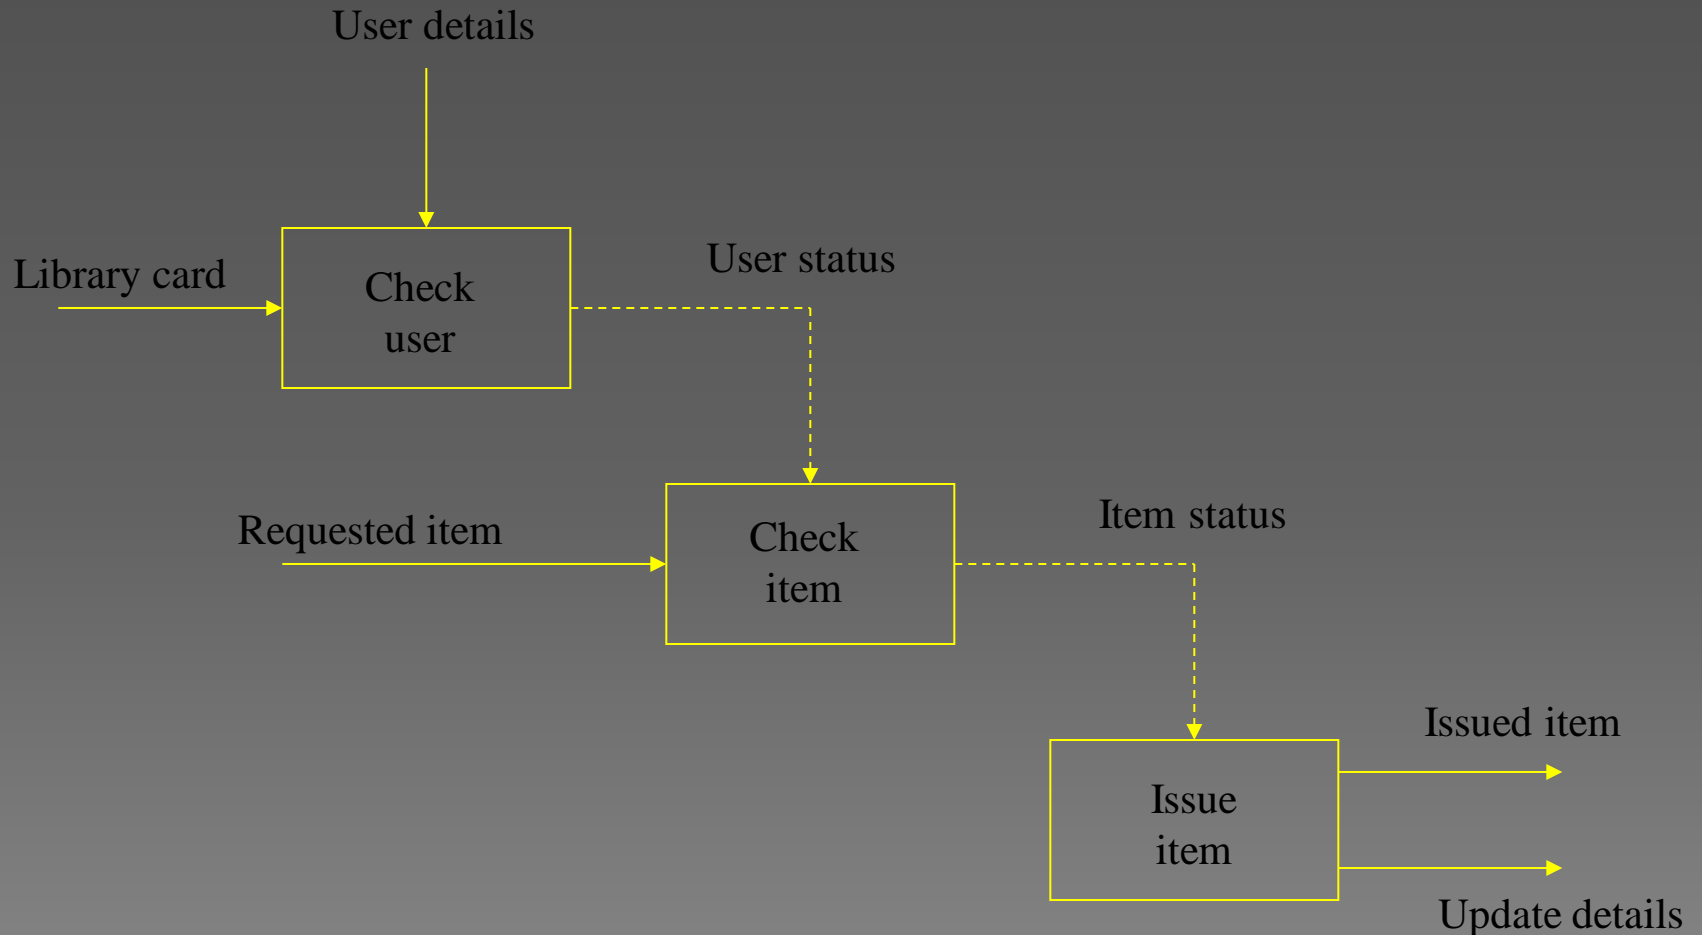 User details
Library card
Check
user
User status
Requested item
Check
item
Item status
Issue
item
Issued item
Update details